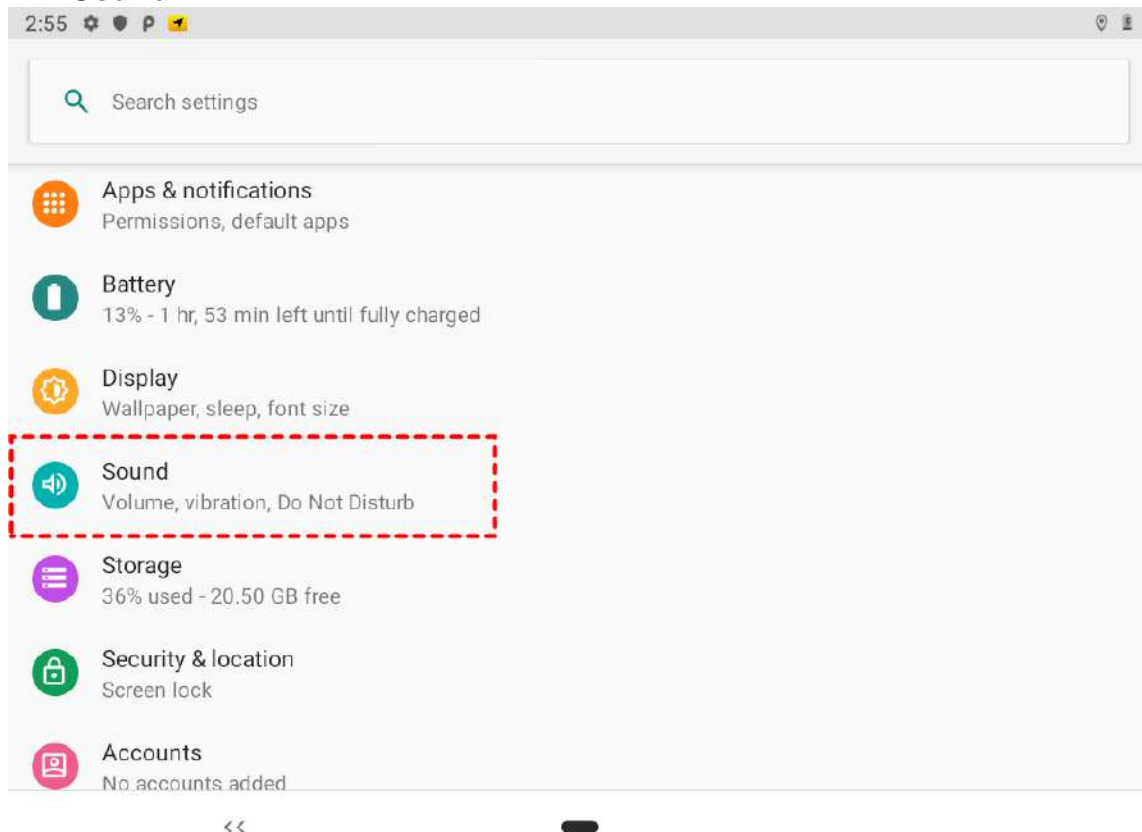 2:55
Search settings
Apps & notifications
Permissions, default apps
Battery
13% - 1 hr, 53 min left until fully charged
Display
Wallpaper, sleep, font size
Sound
Volume, vibration, Do Not Disturb
Storage
36% used - 20.50 GB free
Security & location
Screen lock
Accounts
No accounts added